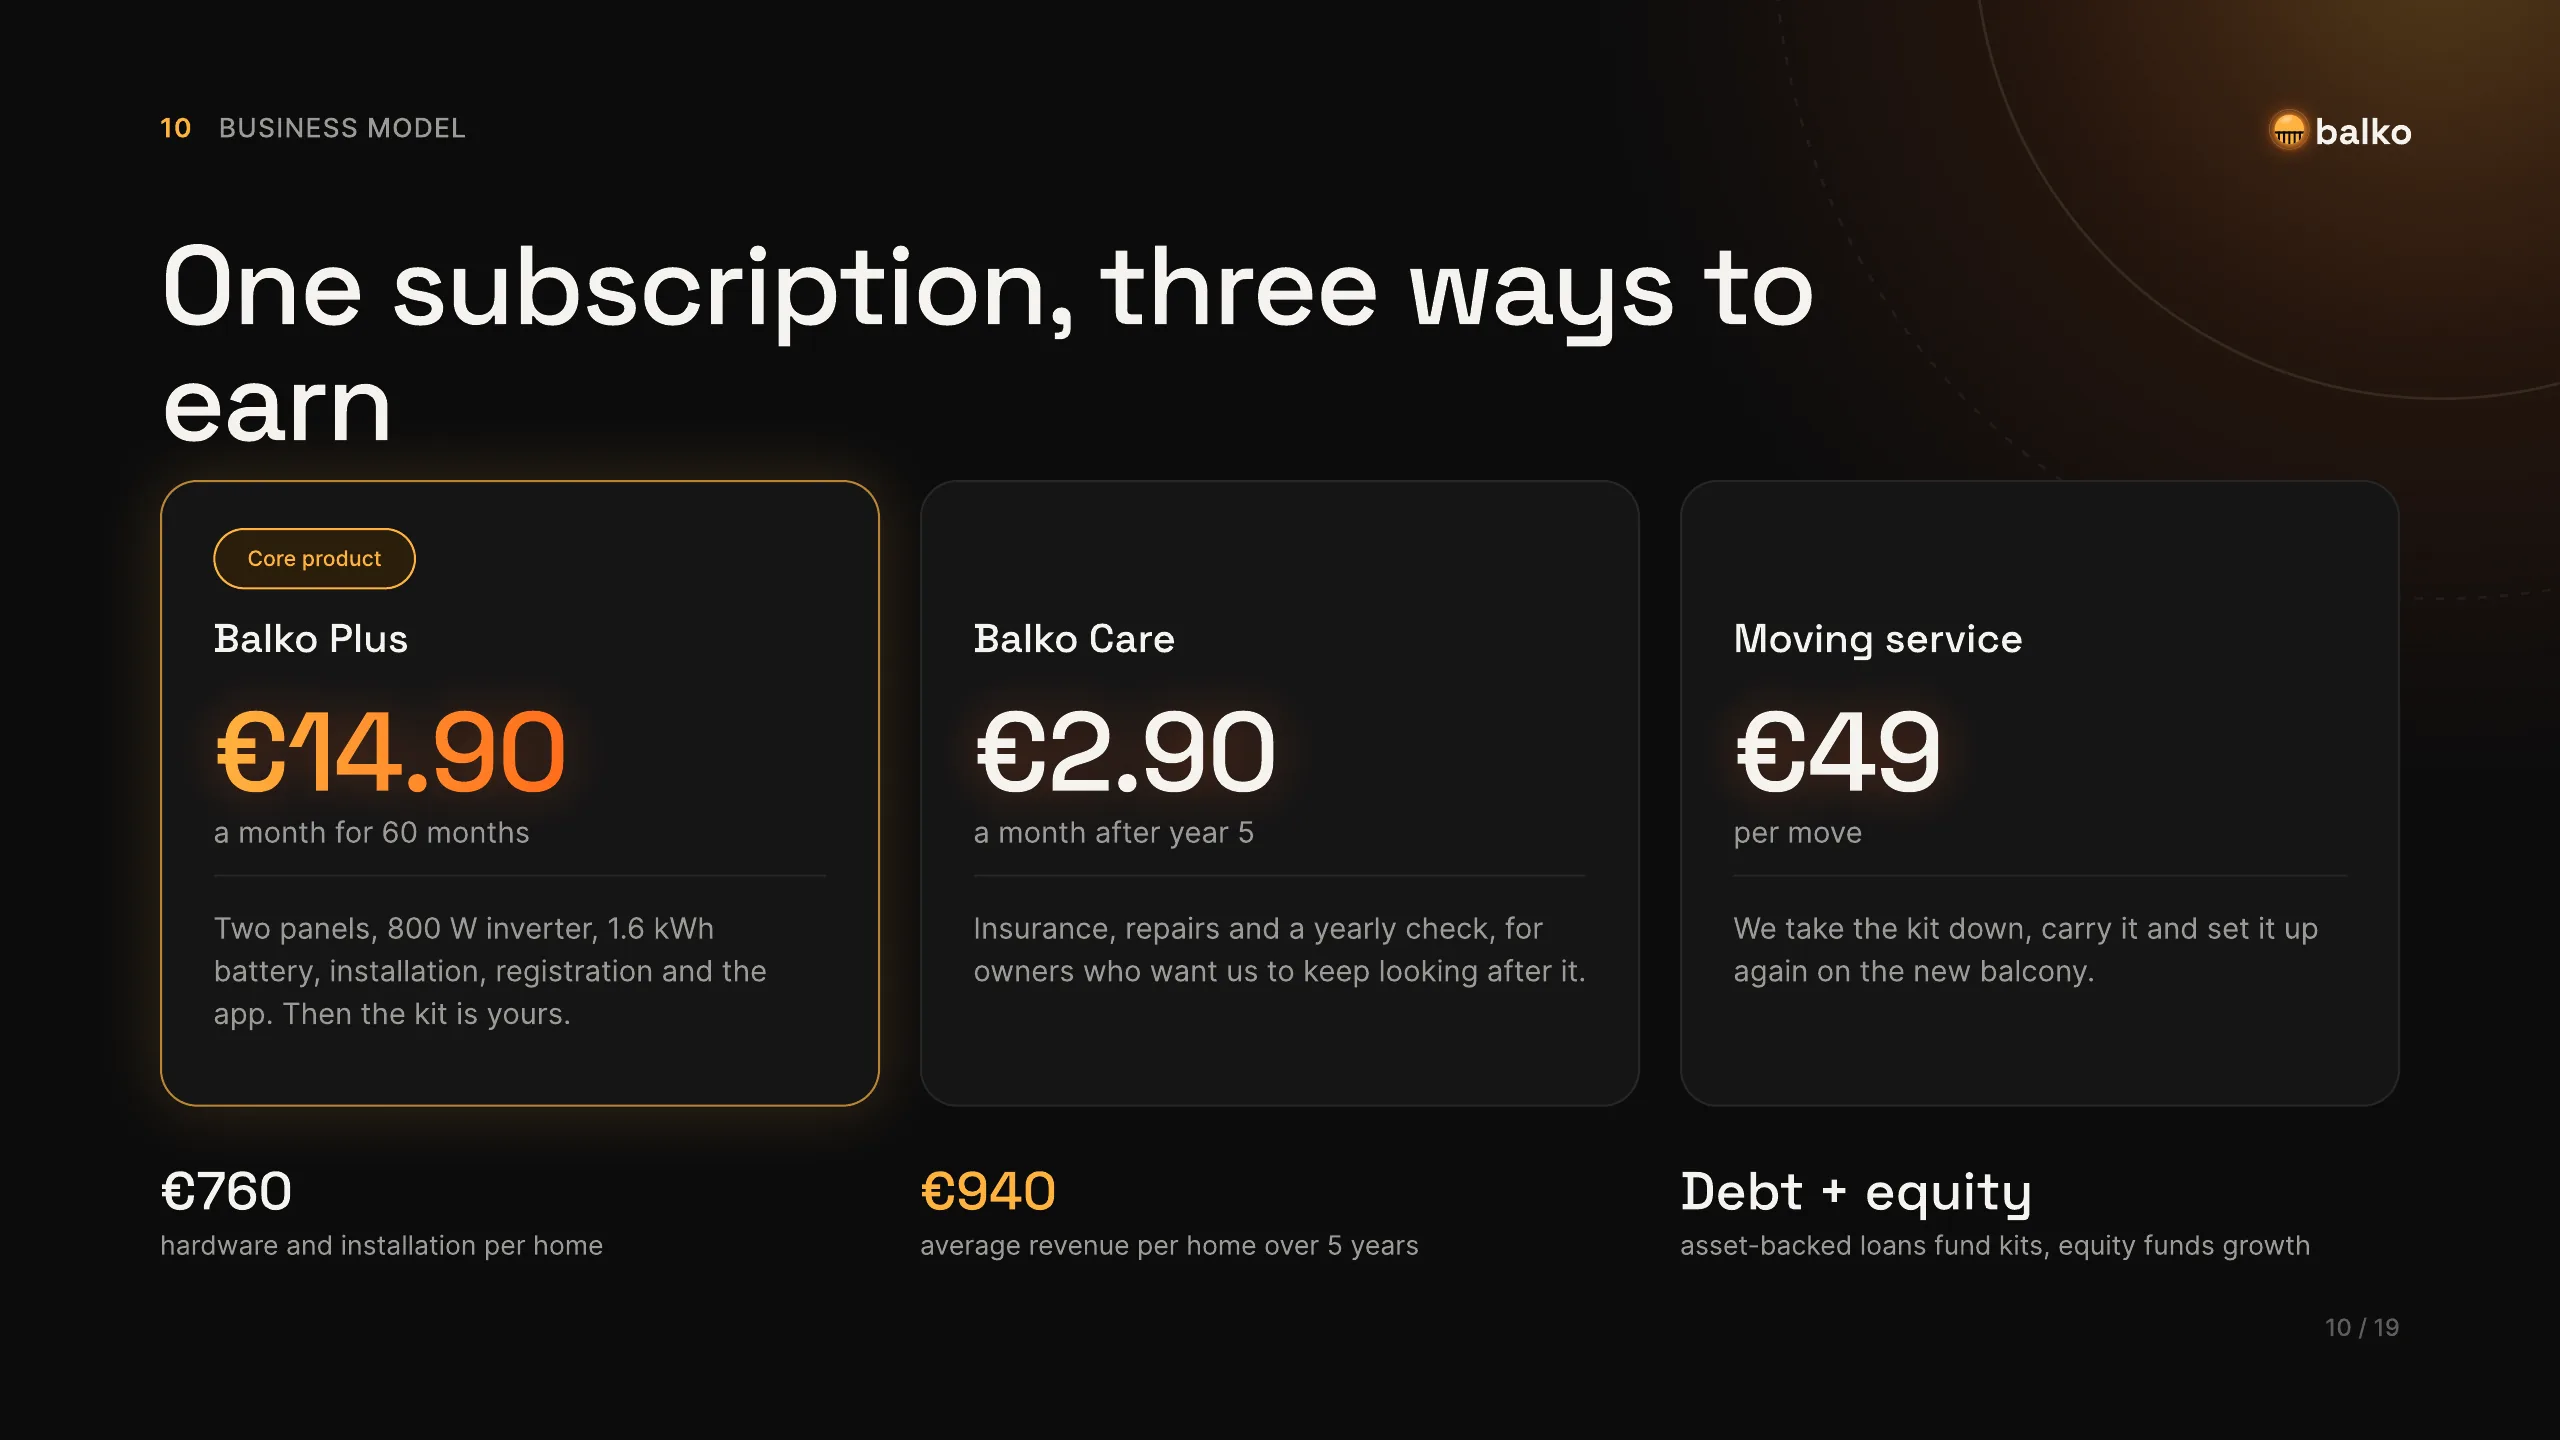 10 BUSINESS MODEL
balko
One subscription, three ways to
earn
Core product
Balko Plus
€14.90
a month for 60 months
Two panels, 800 W inverter, 1.6 kWh
battery, installation, registration and the
app. Then the kit is yours.
Balko Care
€2.90
a month after year 5
Insurance, repairs and a yearly check, for
owners who want us to keep looking after it.
Moving service
€49
per move
We take the kit down, carry it and set it up
again on the new balcony.
€760
hardware and installation per home
€940
average revenue per home over 5 years
Debt + equity
asset-backed loans fund kits, equity funds growth
10 / 19